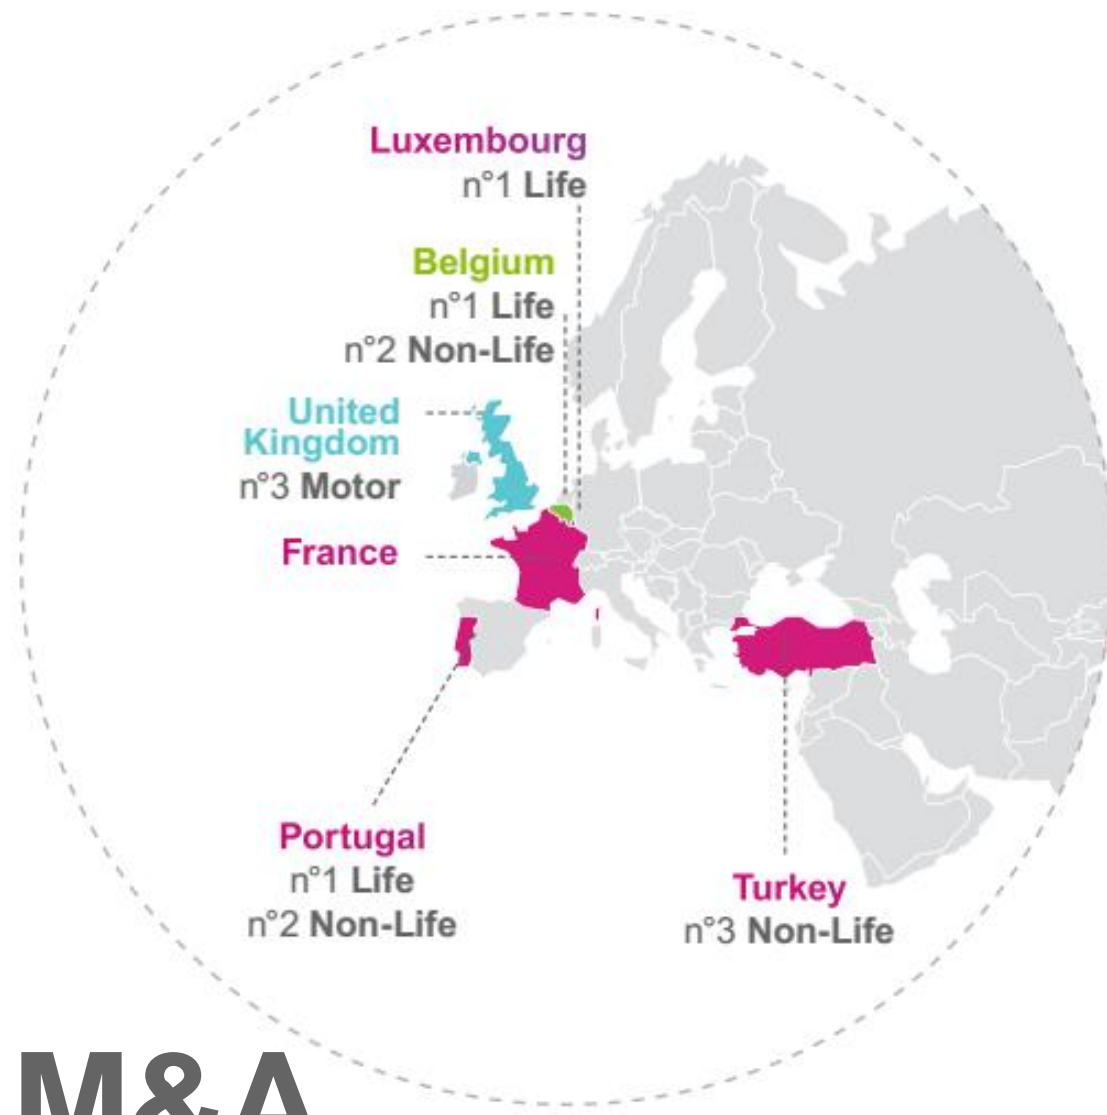 Luxembourg
n°1 Life
Belgium
n°1 Life
n°2 Non-Life
United
Kingdom
n°3 Motor
France
Portugal
n°1 Life
n°2 Non-Life
Turkey
n°3 Non-Life
M&A